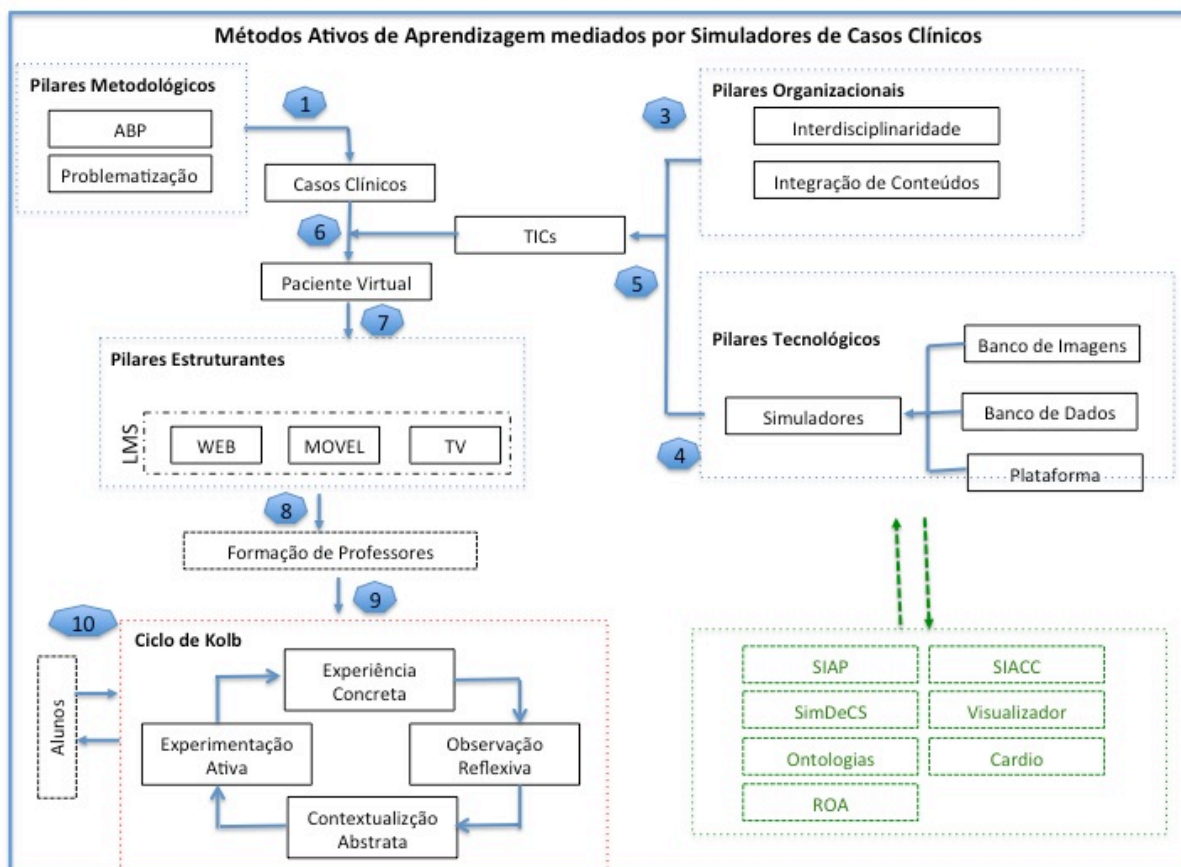 Métodos Ativos de Aprendizagem mediados por Simuladores de Casos Clínicos
Pilares Metodológicos
ABP
Problematização
1
Casos Clínicos
6
TICs
Paciente Virtual
7
3
Pilares Organizacionais
Interdisciplinaridade
Integração de Conteúdos
5
4
Pilares Tecnológicos
Simuladores
Banco de Imagens
Banco de Dados
Plataforma
Pilares Estruturantes
LMS
WEB
MOVEL
TV
8
Formação de Professores
9
10
Alunos
Ciclo de Kolb
Experiência
Concreta
Experimentação
Ativa
Observação
Reflexiva
Contextualizção
Abstrata
SIAP
SIACC
SimDeCS
Visualizador
Ontologias
Cardio
ROA